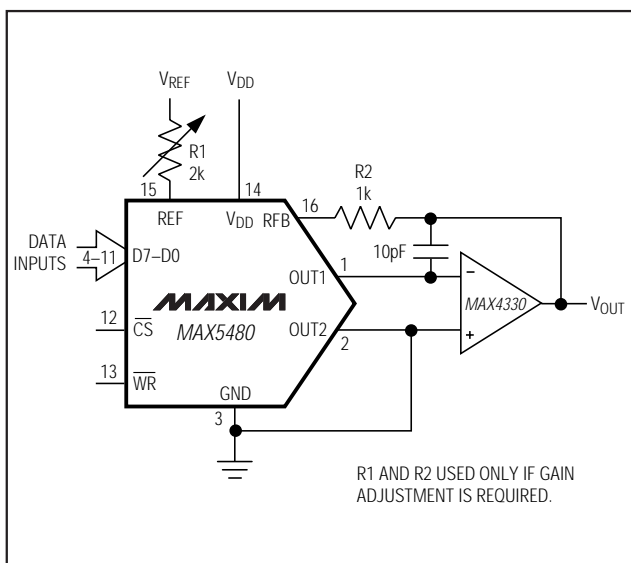 VREF
VDD
R1
2k
R2
1k
15
14
16
REF
VDD
RFB
10pF
DATA
INPUTS
4–11
D7–D0
OUT1
1
−
MAXIM
MAX5480
MAX4330
VOUT
12
C̅S̅
OUT2
2
+
13
W̅R̅
GND
3
R1 AND R2 USED ONLY IF GAIN
ADJUSTMENT IS REQUIRED.